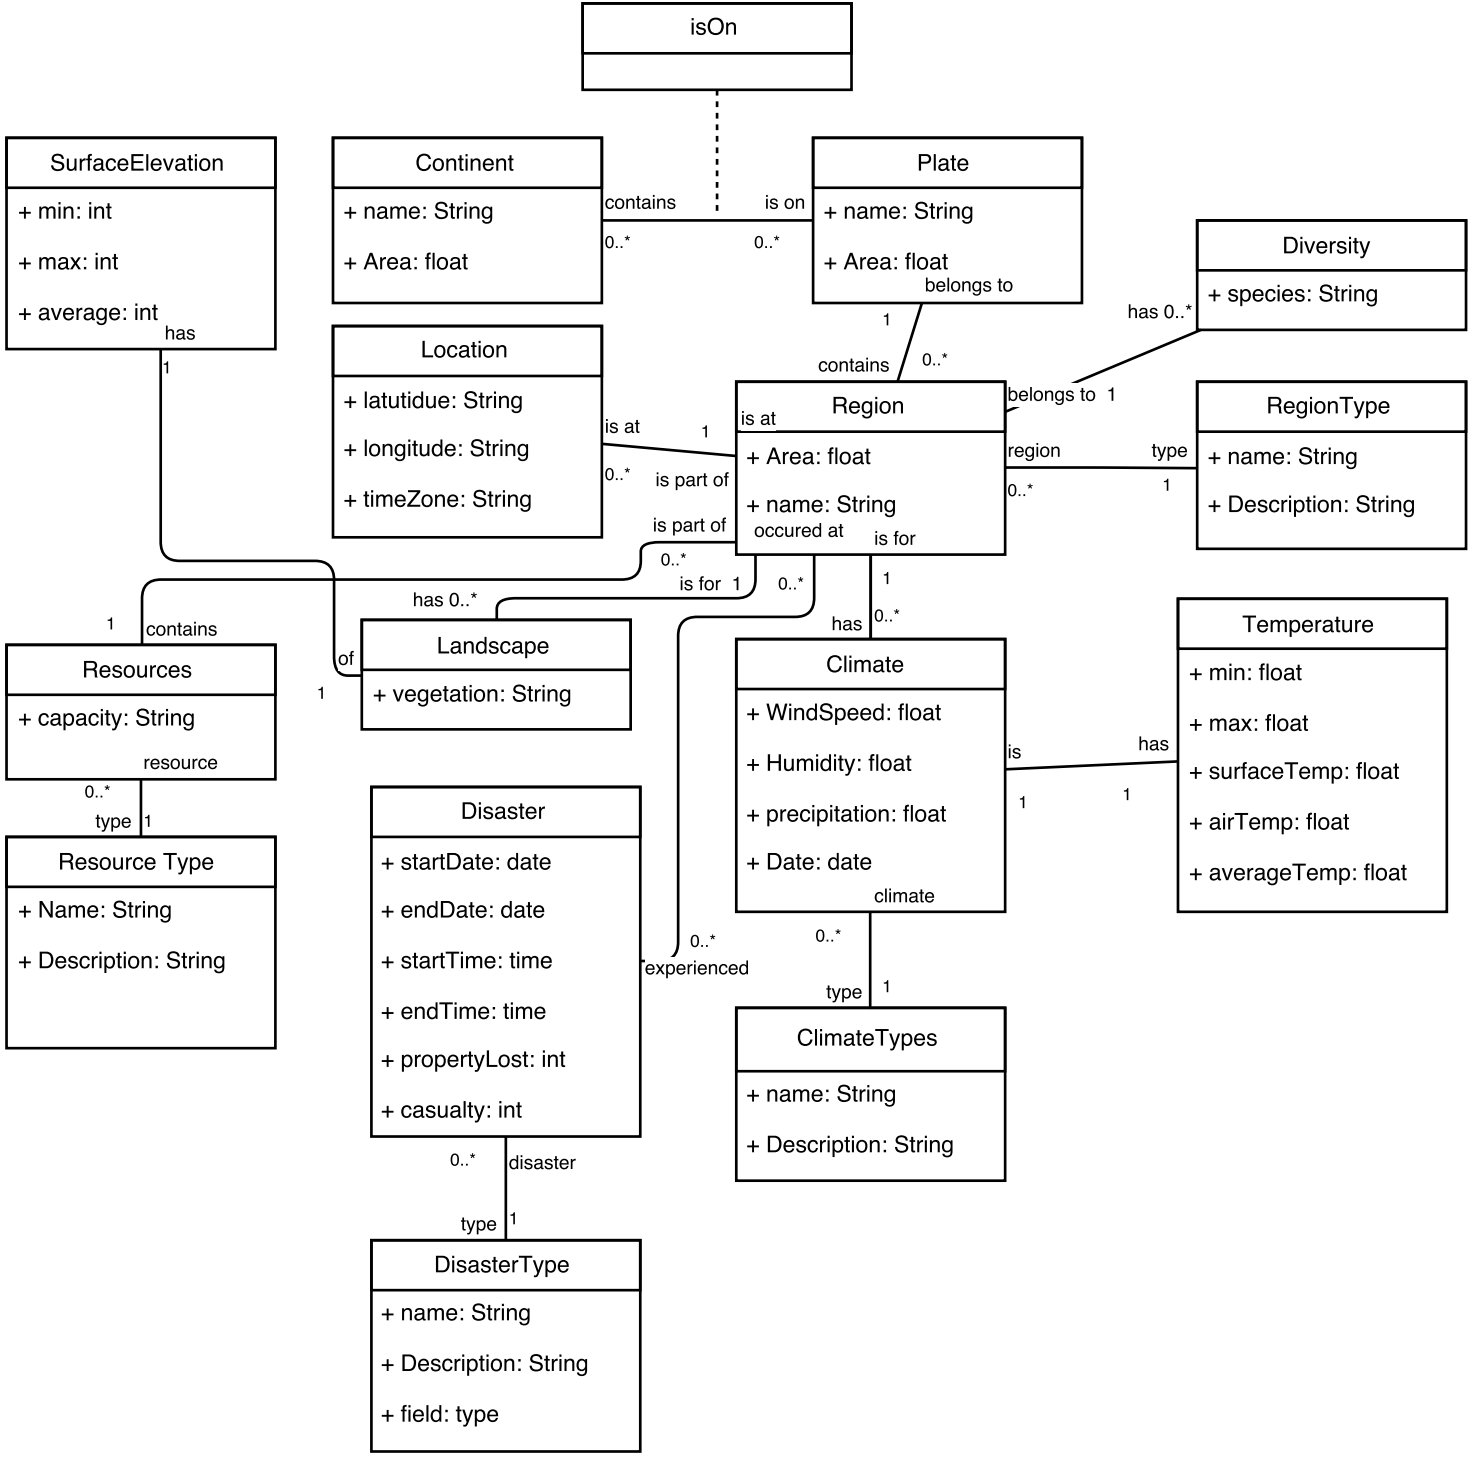 isOn
SurfaceElevation
+ min: int
+ max: int
+ average: int
has
1
Continent
+ name: String
+ Area: float
contains
0..*
is on
0..*
Plate
+ name: String
+ Area: float
belongs to
1
contains
0..*
Diversity
+ species: String
has 0..*
belongs to 1
Location
+ latutidue: String
+ longitude: String
+ timeZone: String
is at
0..*
1
is at
is part of
Region
+ Area: float
+ name: String
occured at
is for
region
0..*
type
1
RegionType
+ name: String
+ Description: String
is part of
0..*
is for 1
0..*
1
0..*
has
has 0..*
1
contains
of
1
Resources
+ capacity: String
resource
0..*
type
1
Resource Type
+ Name: String
+ Description: String
Landscape
+ vegetation: String
Climate
+ WindSpeed: float
+ Humidity: float
+ precipitation: float
+ Date: date
climate
is
1
has
1
Temperature
+ min: float
+ max: float
+ surfaceTemp: float
+ airTemp: float
+ averageTemp: float
Disaster
+ startDate: date
+ endDate: date
+ startTime: time
+ endTime: time
+ propertyLost: int
+ casualty: int
0..*
experienced
0..*
type
1
ClimateTypes
+ name: String
+ Description: String
0..*
disaster
type
1
DisasterType
+ name: String
+ Description: String
+ field: type